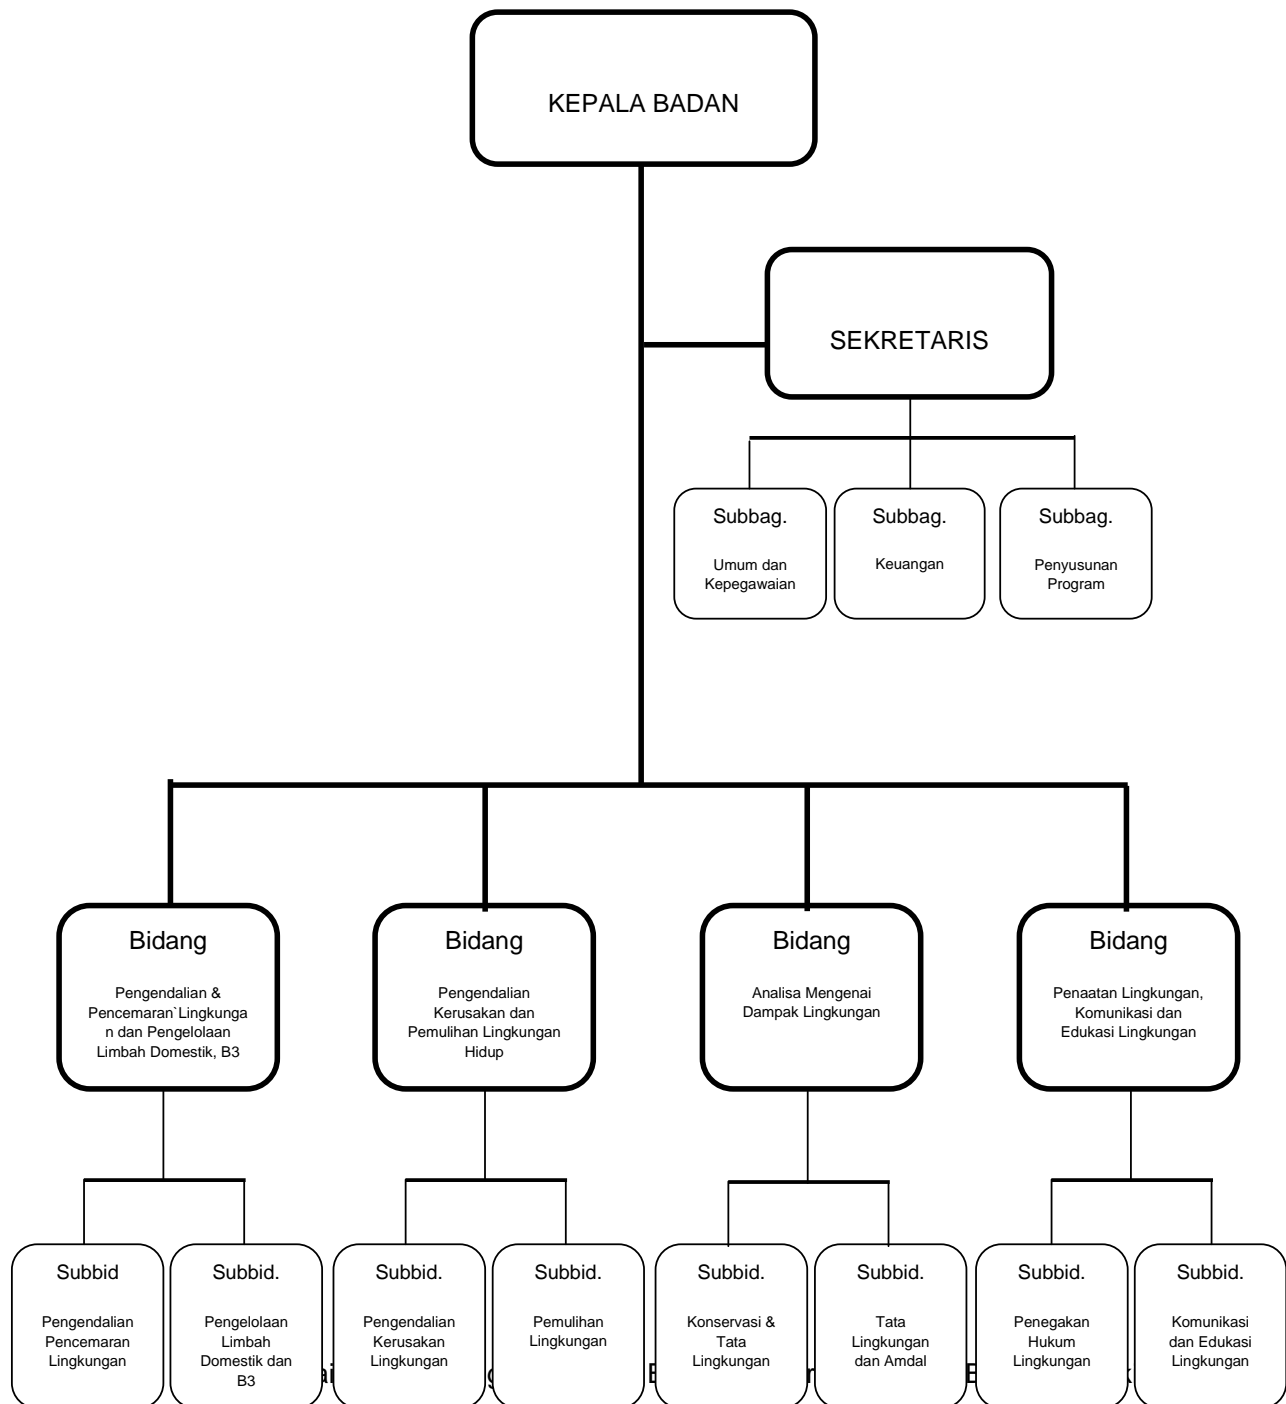 KEPALA BADAN
SEKRETARIS
Subbag.
Umum dan
Kepegawaian
Subbag.
Keuangan
Subbag.
Penyusunan
Program
Bidang
Pengendalian &
Pencemaran`Lingkunga
n dan Pengelolaan
Limbah Domestik, B3
Bidang
Pengendalian
Kerusakan dan
Pemulihan Lingkungan
Hidup
Bidang
Analisa Mengenai
Dampak Lingkungan
Bidang
Penaatan Lingkungan,
Komunikasi dan
Edukasi Lingkungan
Subbid
Pengendalian
Pencemaran
Lingkungan
Subbid.
Pengelolaan
Limbah
Domestik dan
B3
Subbid.
Pengendalian
Kerusakan
Lingkungan
Subbid.
Pemulihan
Lingkungan
Subbid.
Konservasi &
Tata
Lingkungan
Subbid.
Tata
Lingkungan
dan Amdal
Subbid.
Penegakan
Hukum
Lingkungan
Subbid.
Komunikasi
dan Edukasi
Lingkungan